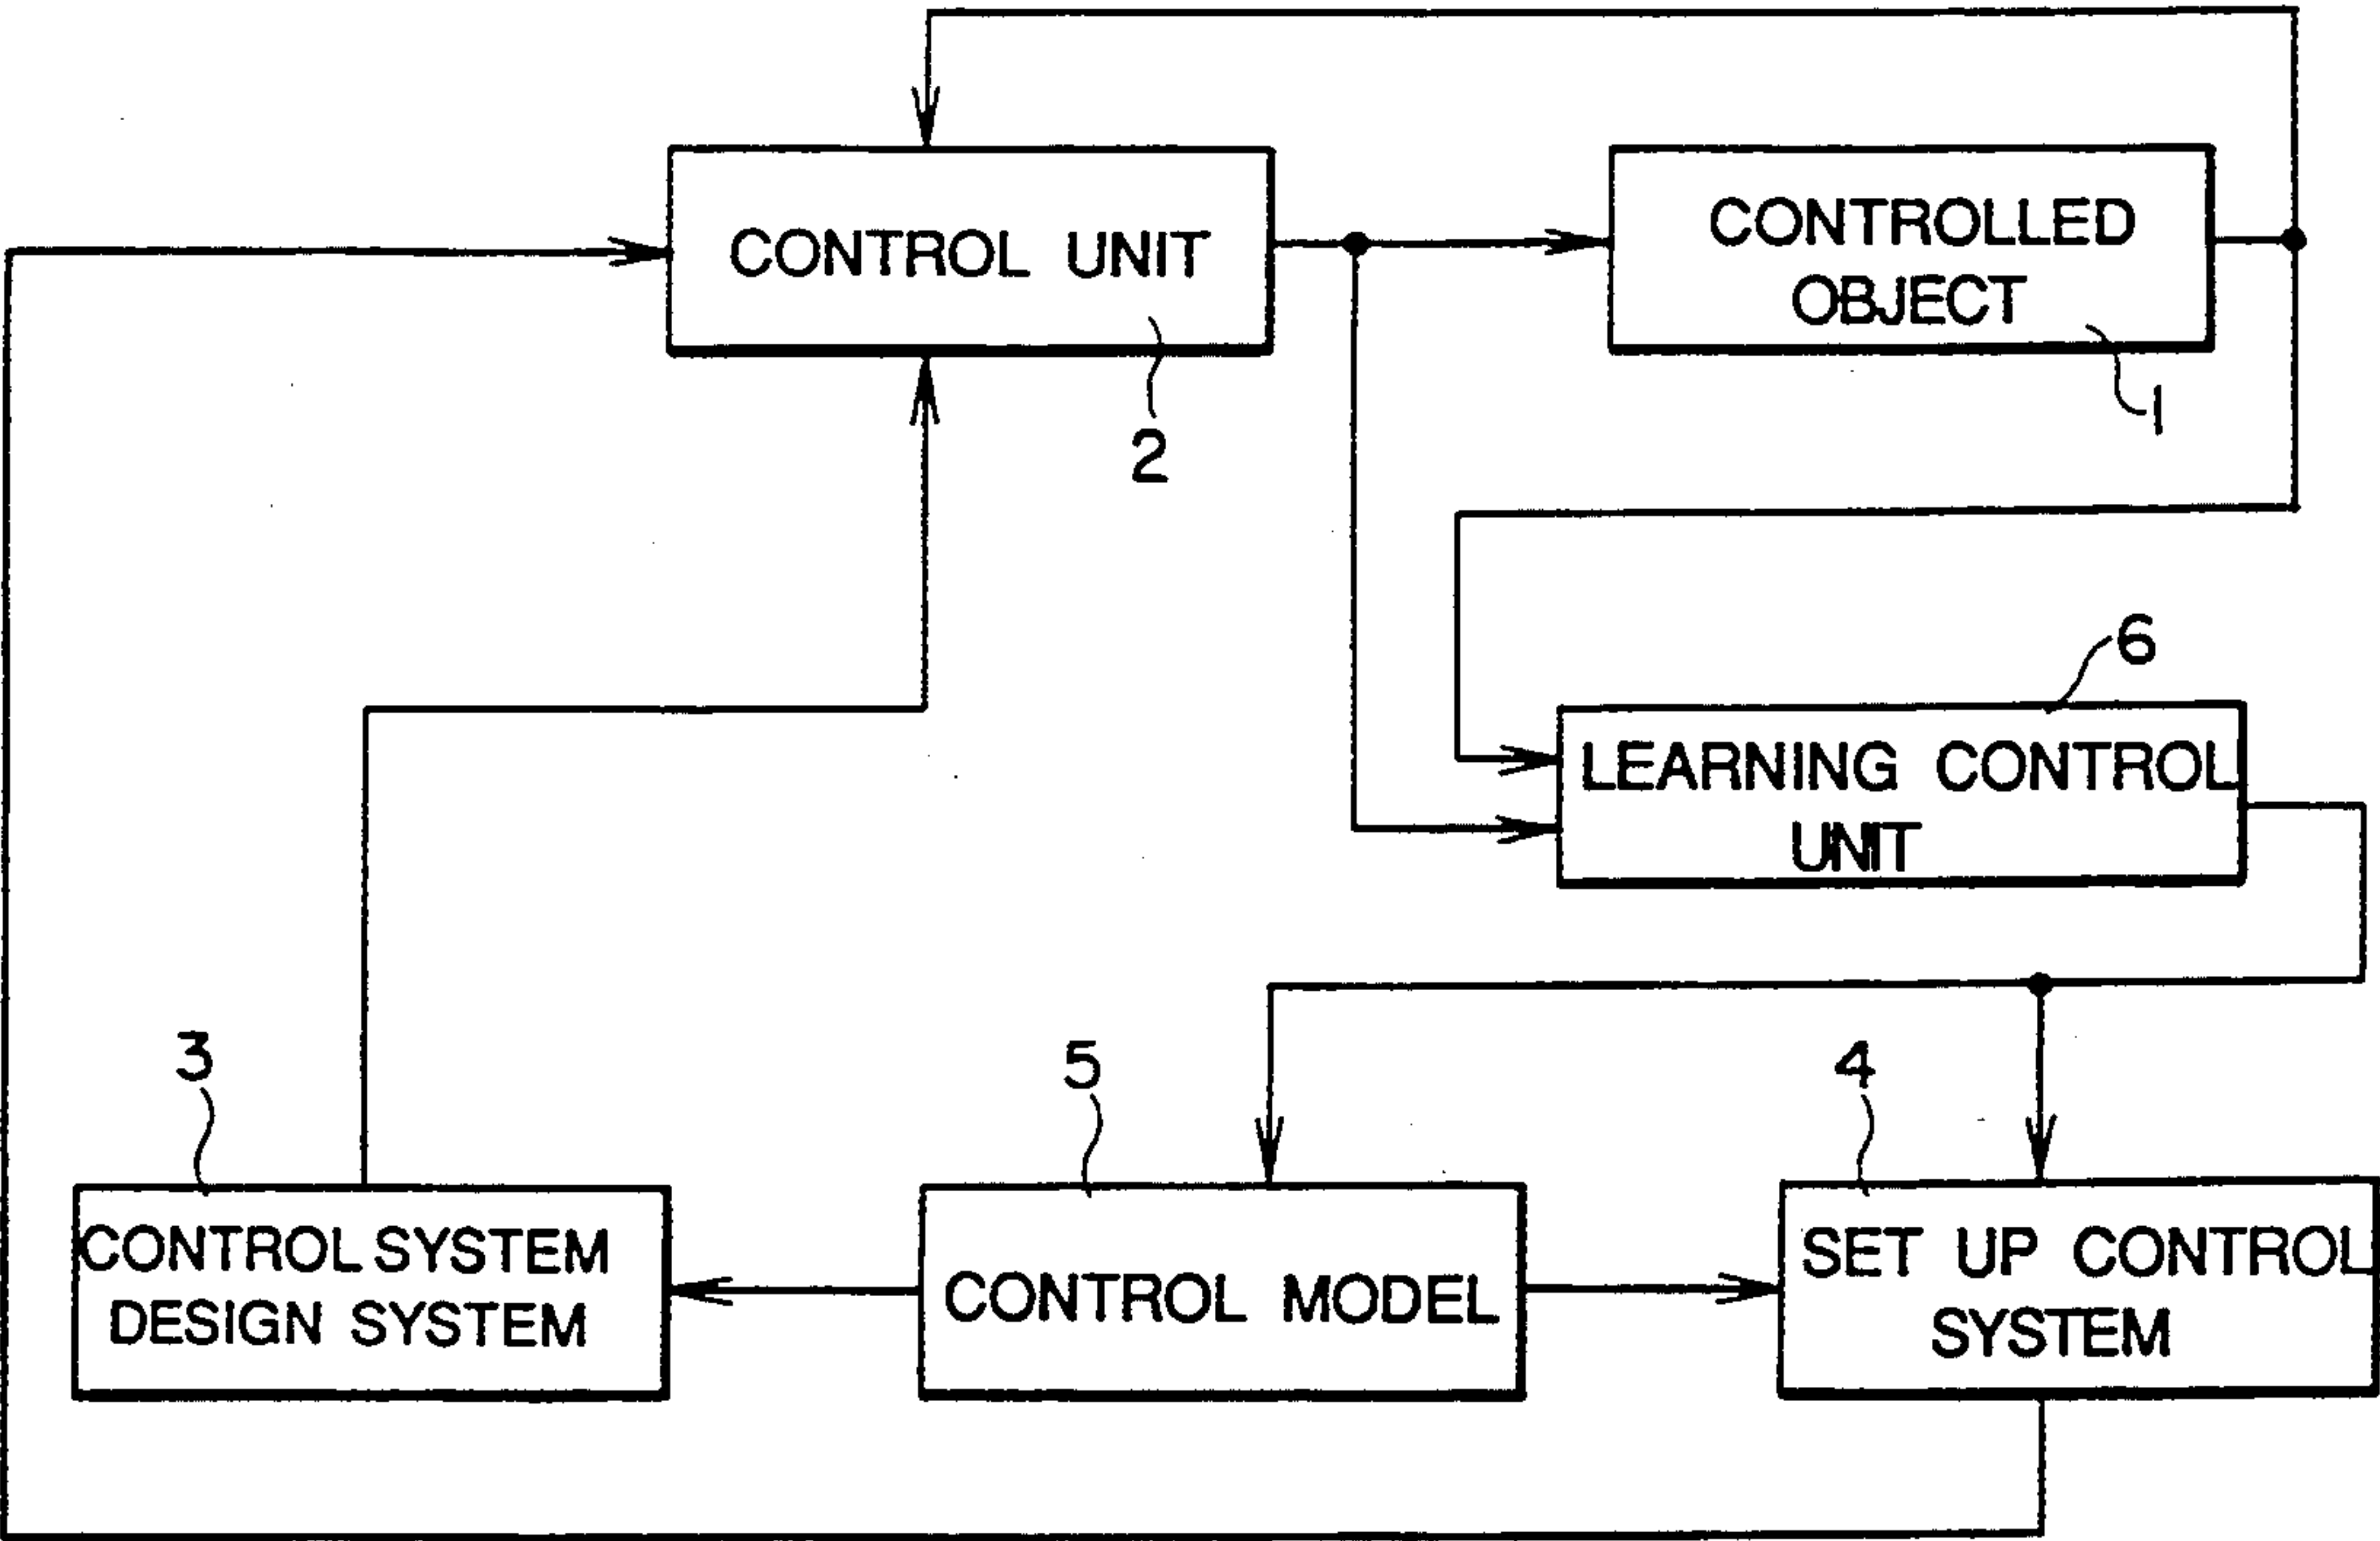 CONTROL UNIT
2
CONTROLLED
OBJECT
1
6
LEARNING CONTROL
UNIT
3
CONTROL SYSTEM
DESIGN SYSTEM
5
CONTROL MODEL
4
SET UP CONTROL
SYSTEM